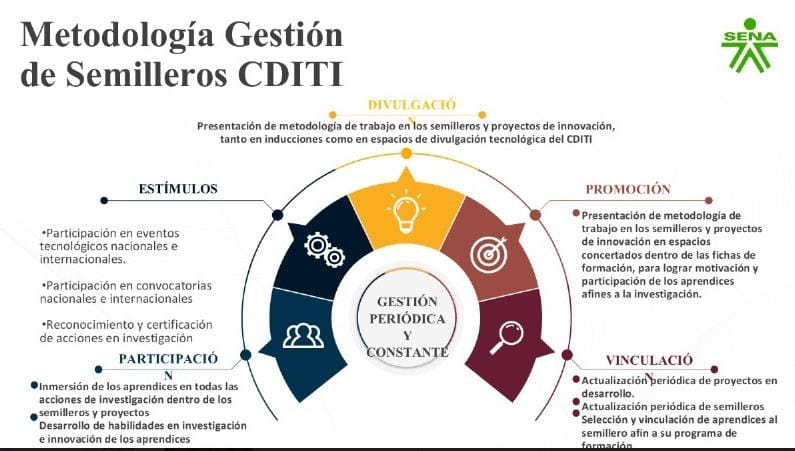 Metodología Gestión
de Semilleros CDITI
SENA
DIVULGACIÓ
N
Presentación de metodología de trabajo en los semilleros y proyectos de innovación,
tanto en inducciones como en espacios de divulgación tecnológica del CDITI
ESTÍMULOS
•Participación en eventos
tecnológicos nacionales e
internacionales.
•Participación en convocatorias
nacionales e internacionales
•Reconocimiento y certificación
de acciones en investigación
PROMOCIÓN
Presentación de metodología de
trabajo en los semilleros y proyectos
de innovación en espacios
concertados dentro de las fichas de
formación, para lograr motivación y
participación de los aprendices
afines a la investigación.
GESTIÓN
PERIÓDICA
Y
CONSTANTE
PARTICIPACIÓ
N
Inmersión de los aprendices en todas las
acciones de investigación dentro de los
semilleros y proyectos
Desarrollo de habilidades en investigación
e innovación de los aprendices
VINCULACIÓ
N
Actualización periódica de proyectos en
desarrollo.
Actualización periódica de semilleros
Selección y vinculación de aprendices al
semillero afín a su programa de
formación